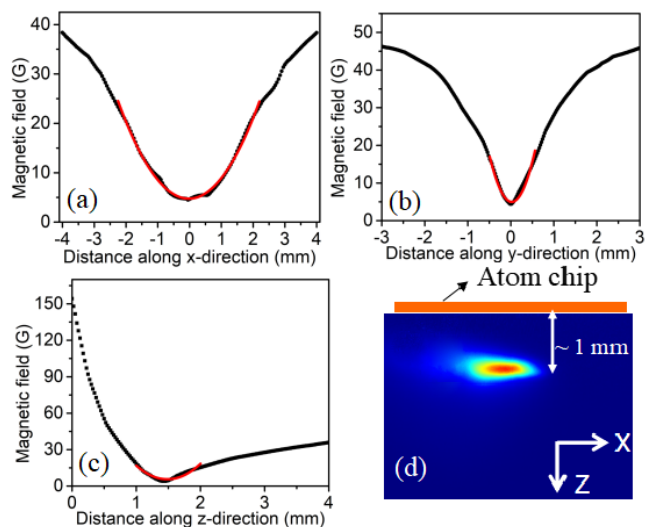 40
30
20
10
0
Magnetic field (G)
(a)
-4 -3 -2 -1 0 1 2 3 4
Distance along x-direction (mm)
50
40
30
20
10
0
Magnetic field (G)
(b)
-3 -2 -1 0 1 2 3
Distance along y-direction (mm)
150
120
90
60
30
0
Magnetic field (G)
(c)
0 1 2 3 4
Distance along z-direction (mm)
Atom chip
~ 1 mm
(d)
X
Z